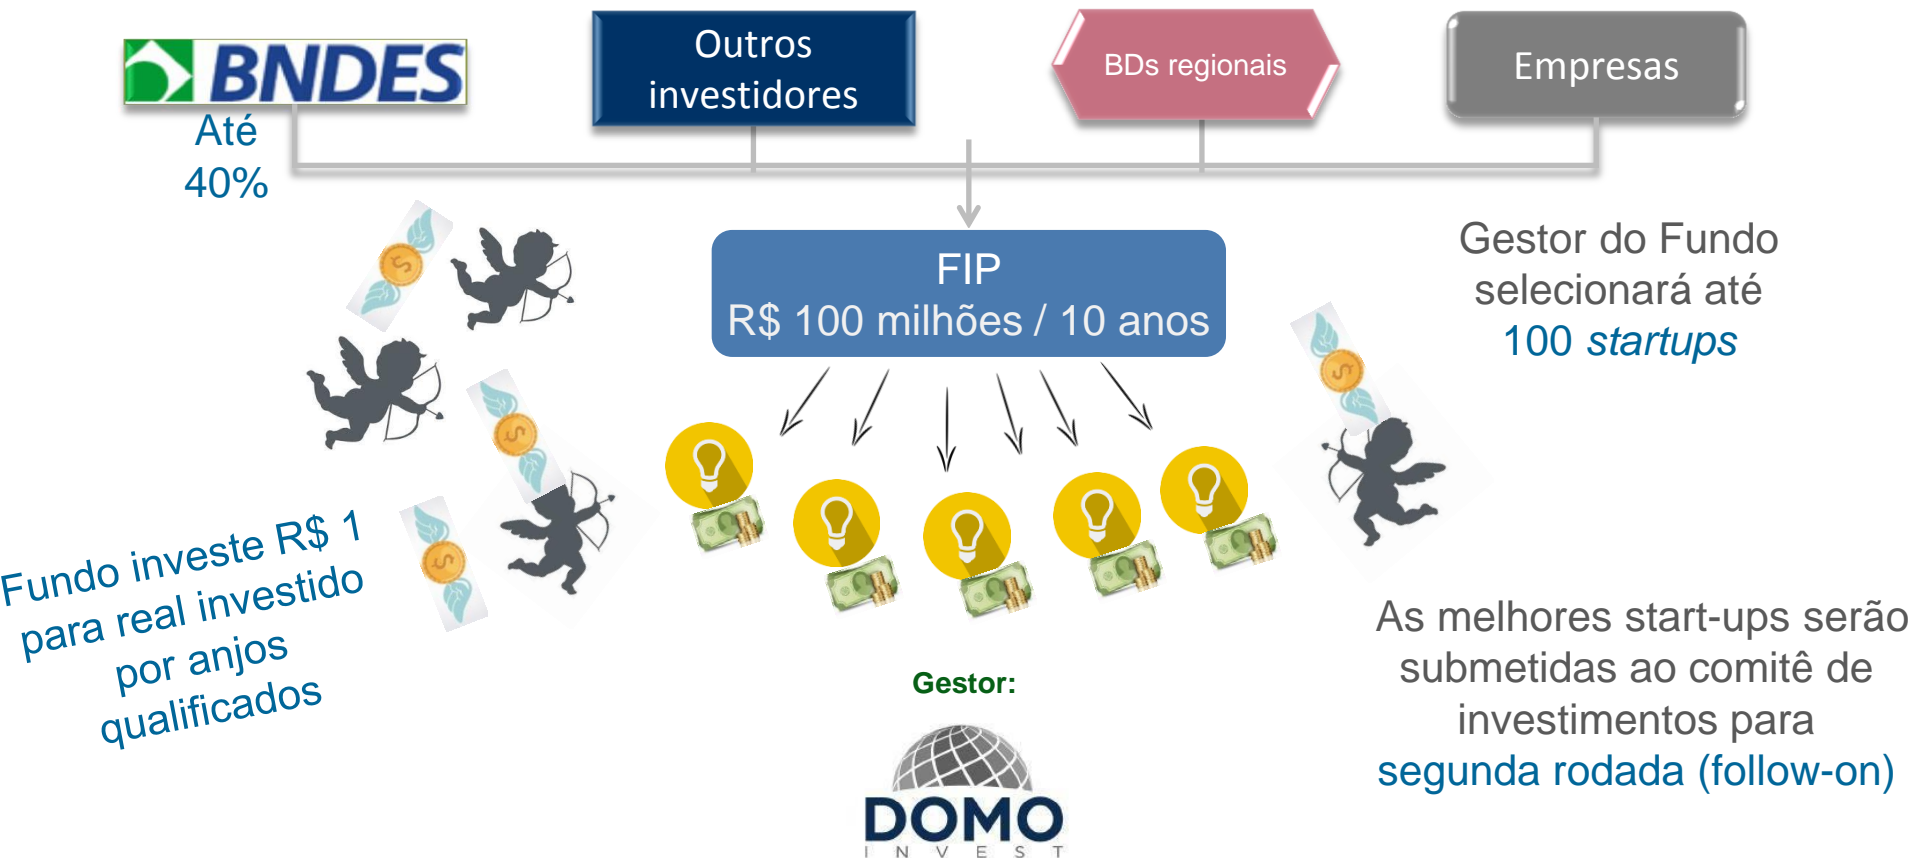 BNDES
Até
40%
Outros
investidores
BDs regionais
Empresas
FIP
R$ 100 milhões / 10 anos
Gestor do Fundo
selecionará até
100 startups
Fundo investe R$ 1
para real investido
por anjos
qualificados
As melhores start-ups serão
submetidas ao comitê de
investimentos para
segunda rodada (follow-on)
Gestor:
DOMO
INVEST